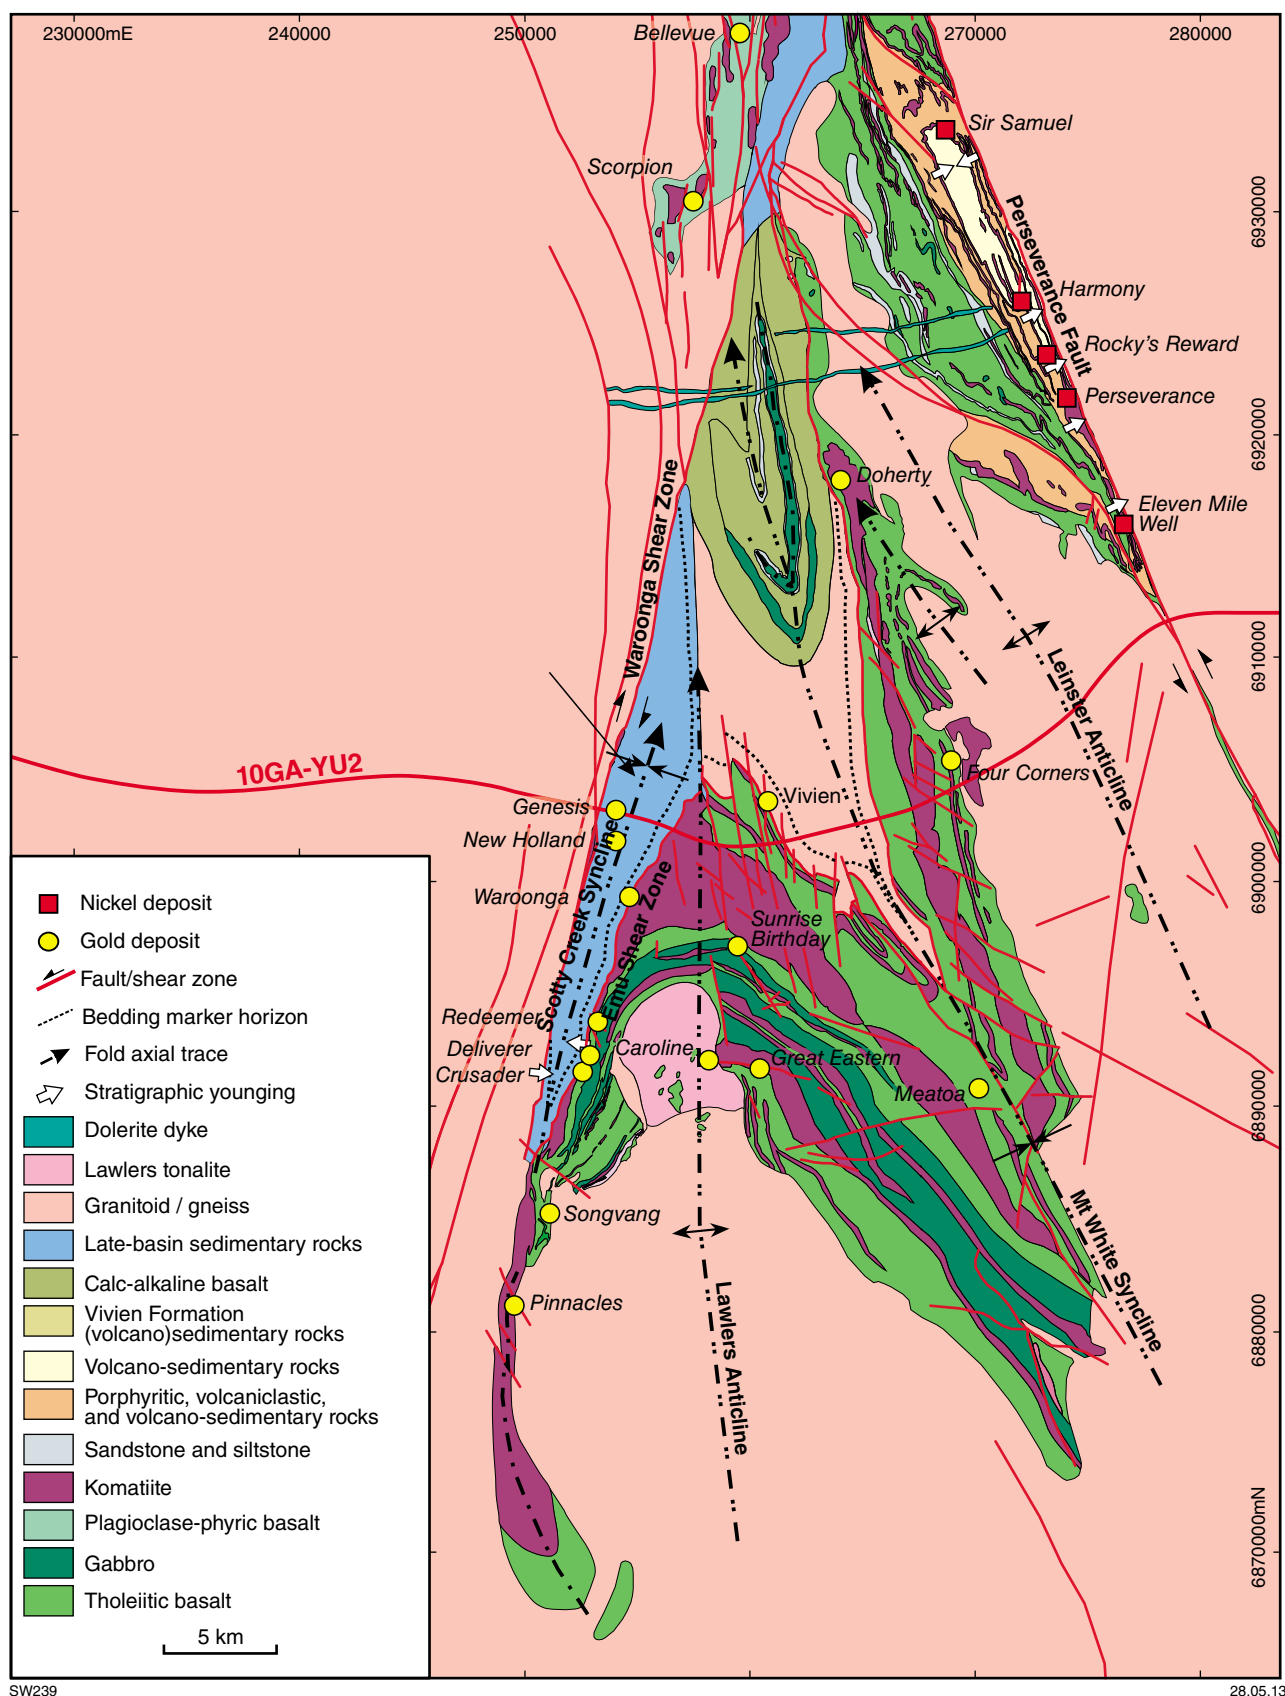 230000mE
240000
250000
Bellevue
270000
280000
Sir Samuel
Scorpion
6930000
Perseverance Fault
Harmony
Rocky's Reward
Perseverance
6920000
Waroonga Shear Zone
Doherty
Eleven Mile
Well
6910000
Leinster Anticline
10GA-YU2
Four Corners
Genesis
Vivien
New Holland
Scotty Creek Syncline
Waroonga
Emu Shear Zone
6900000
Sunrise
Birthday
Redeemer
Deliverer
Crusader
Caroline
Great Eastern
Meatoa
6890000
Songvang
Mt White Syncline
Lawlers Anticline
Pinnacles
6880000
6870000mN
Nickel deposit
Gold deposit
Fault/shear zone
Bedding marker horizon
Fold axial trace
Stratigraphic younging
Dolerite dyke
Lawlers tonalite
Granitoid / gneiss
Late-basin sedimentary rocks
Calc-alkaline basalt
Vivien Formation
(volcano)sedimentary rocks
Volcano-sedimentary rocks
Porphyritic, volcaniclastic,
and volcano-sedimentary rocks
Sandstone and siltstone
Komatiite
Plagioclase-phyric basalt
Gabbro
Tholeiitic basalt
5 km
SW239
28.05.13